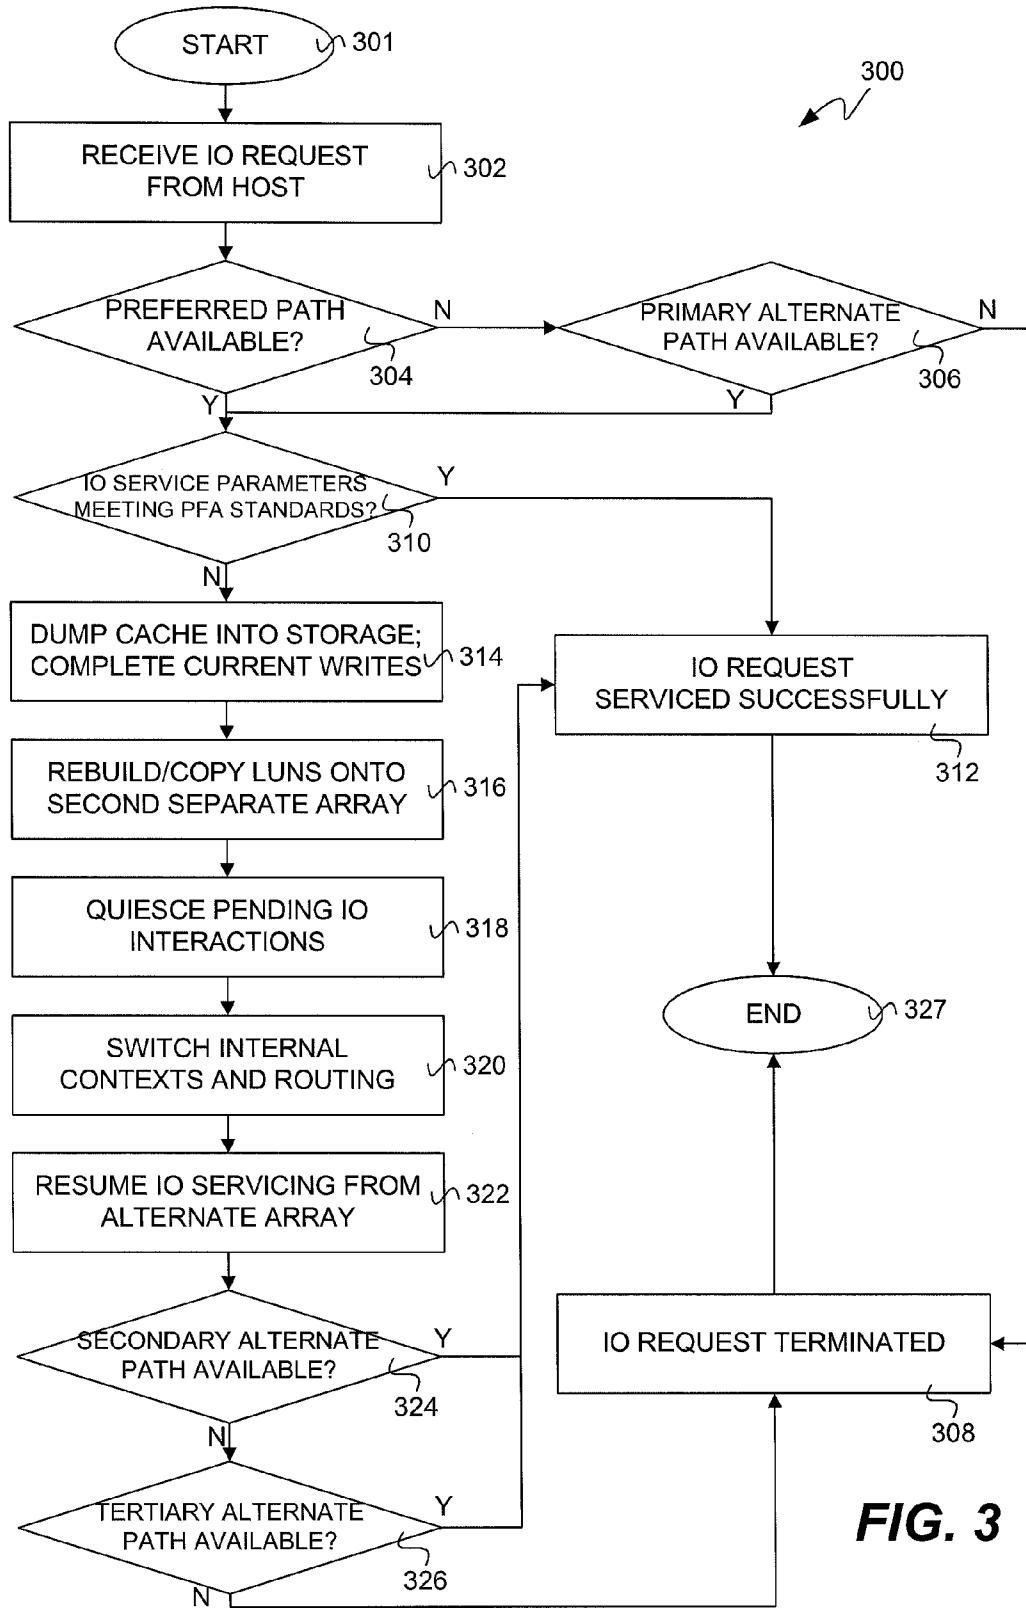 START
301
300
RECEIVE IO REQUEST
FROM HOST
302
PREFERRED PATH
AVAILABLE?
304
N
Y
PRIMARY ALTERNATE
PATH AVAILABLE?
306
N
Y
IO SERVICE PARAMETERS
MEETING PFA STANDARDS?
310
Y
N
DUMP CACHE INTO STORAGE;
COMPLETE CURRENT WRITES
314
IO REQUEST
SERVICED SUCCESSFULLY
312
REBUILD/COPY LUNS ONTO
SECOND SEPARATE ARRAY
316
QUIESCE PENDING IO
INTERACTIONS
318
END
327
SWITCH INTERNAL
CONTEXTS AND ROUTING
320
RESUME IO SERVICING FROM
ALTERNATE ARRAY
322
SECONDARY ALTERNATE
PATH AVAILABLE?
324
Y
N
IO REQUEST TERMINATED
308
TERTIARY ALTERNATE
PATH AVAILABLE?
326
Y
N
FIG. 3